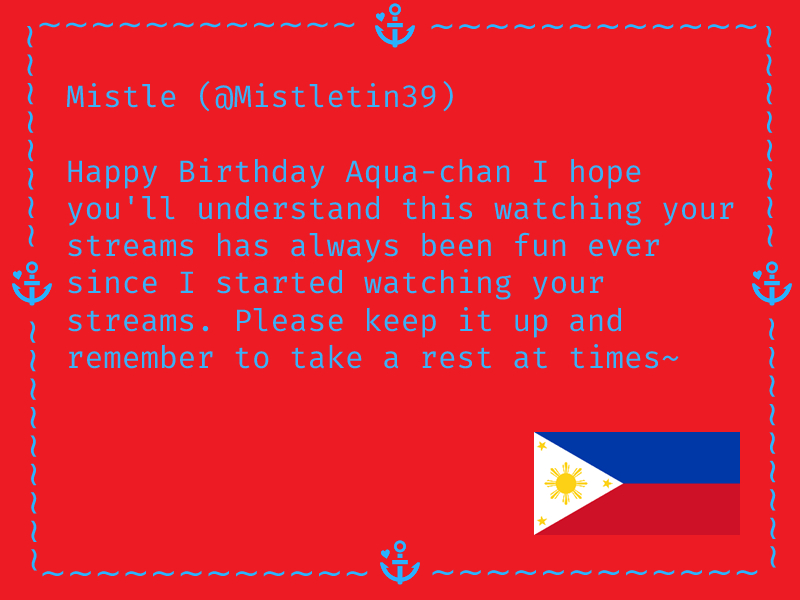 Mistle (@Mistletin39)
Happy Birthday Aqua-chan I hope
you'll understand this watching your
streams has always been fun ever
since I started watching your
streams. Please keep it up and
remember to take a rest at times~